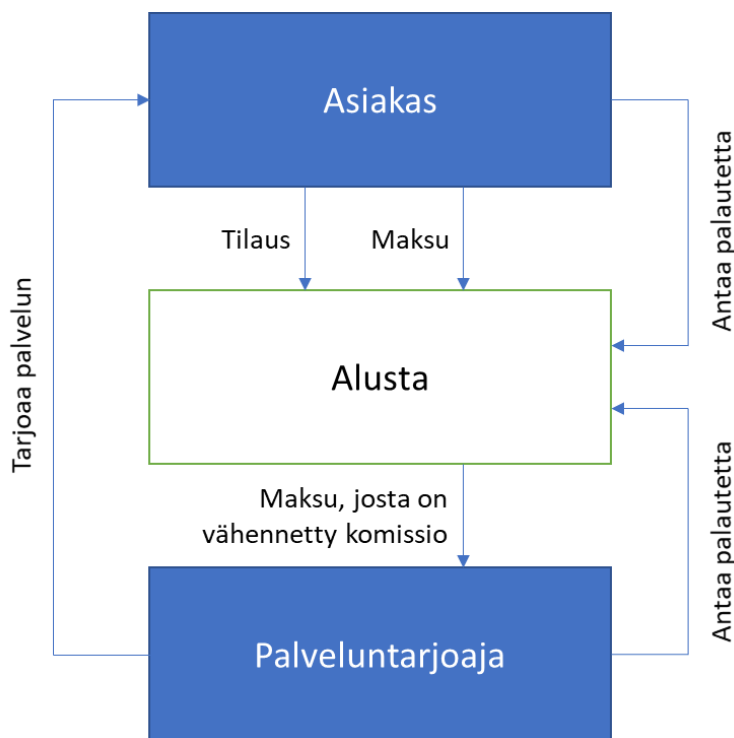 Asiakas
Tilaus
Maksu
Antaa palautetta
Tarjoaa palvelun
Alusta
Maksu, josta on
vähennetty komissio
Antaa palautetta
Palveluntarjoaja